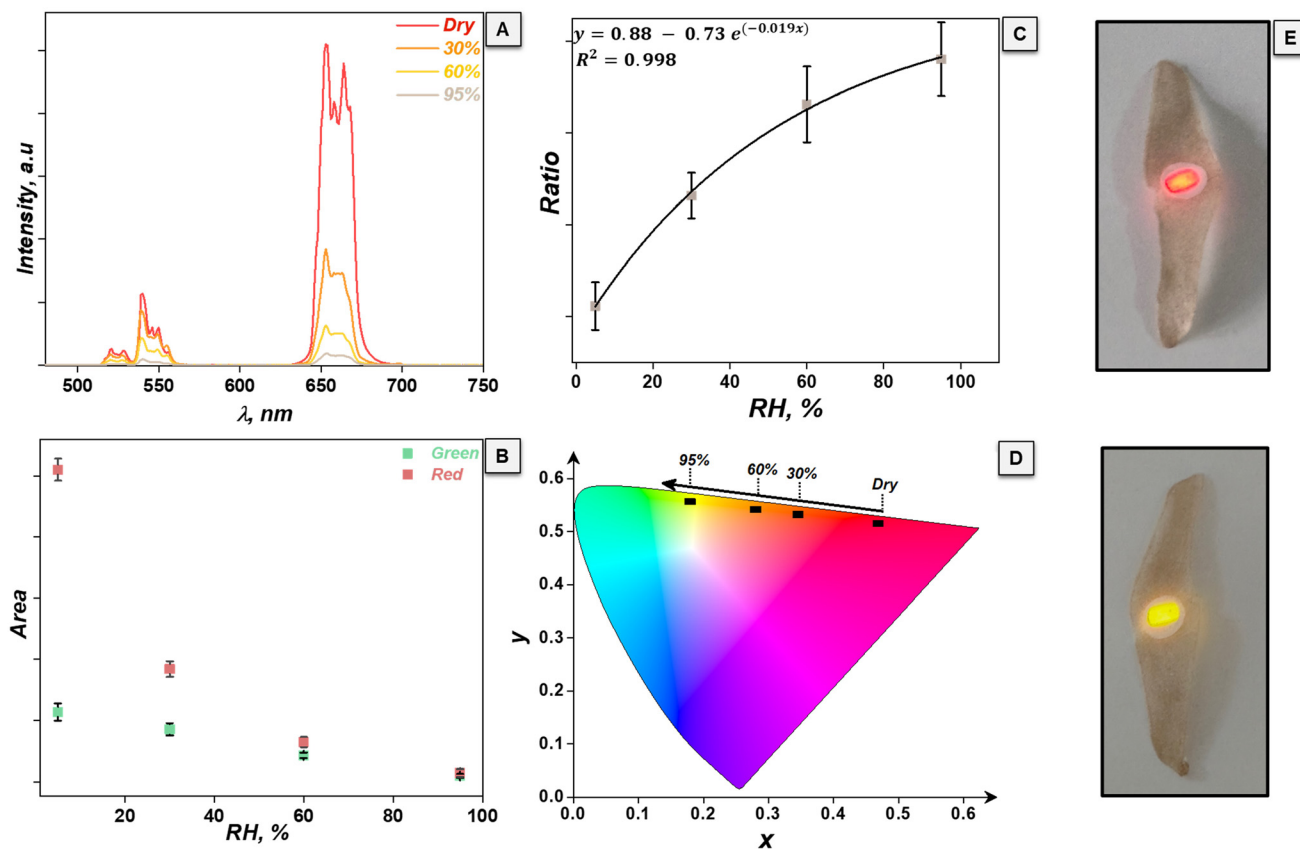 A
Dry
30%
60%
95%
Intensity, a.u
500 550 600 650 700 750
λ, nm
B
Green
Red
Area
20 40 60 80 100
RH, %
C
y = 0.88 − 0.73 e^(−0.019x)
R² = 0.998
Ratio
0 20 40 60 80 100
RH, %
D
95% 60% 30% Dry
0.6
0.5
0.4
0.3
0.2
0.1
0.0
y
0.0 0.1 0.2 0.3 0.4 0.5 0.6
x
E